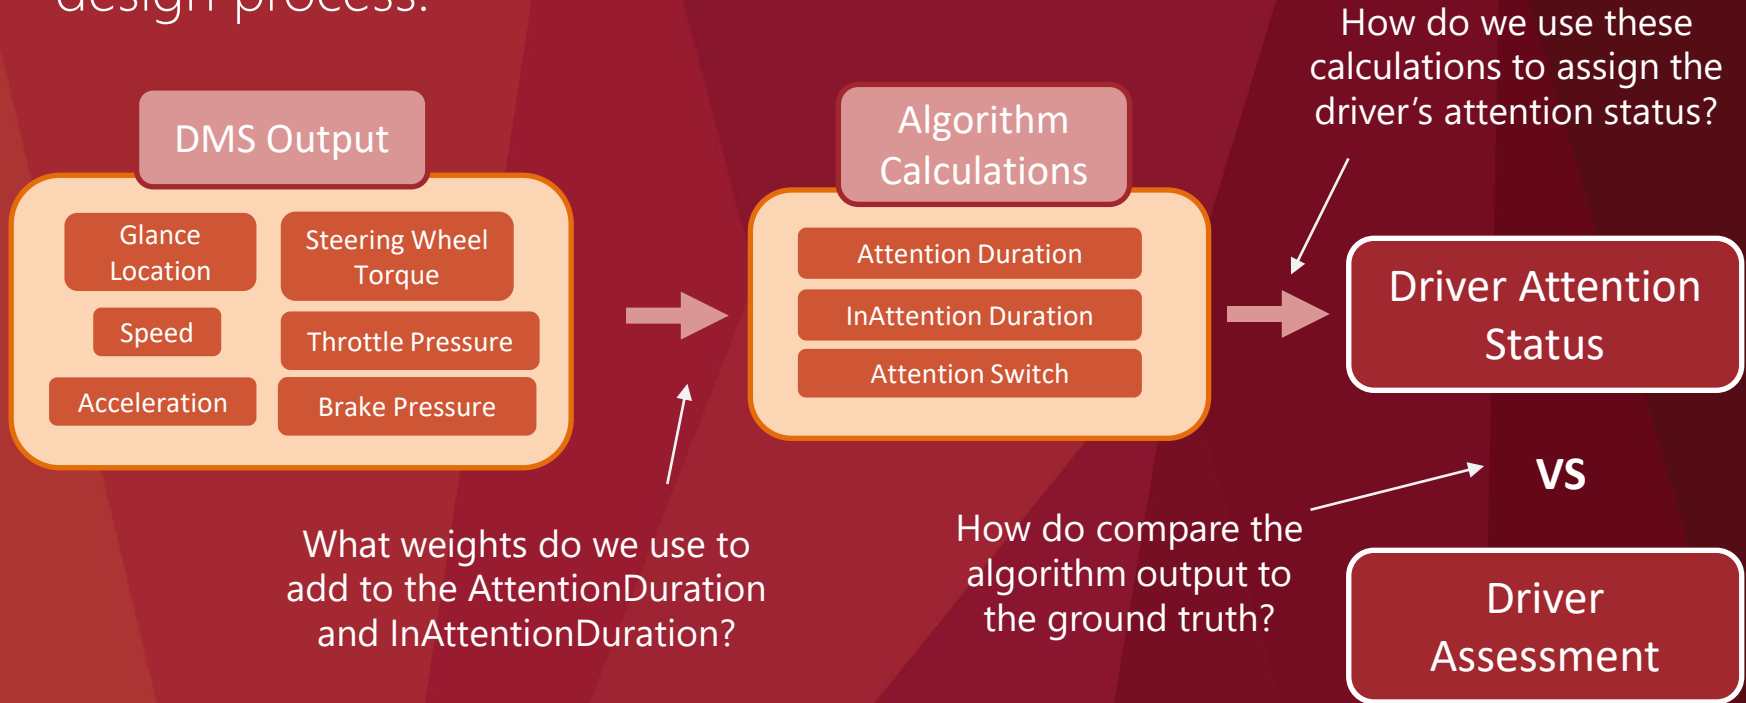 design process.
DMS Output
Glance
Location
Steering Wheel
Torque
Speed
Throttle Pressure
Acceleration
Brake Pressure
What weights do we use to
add to the AttentionDuration
and InAttentionDuration?
Algorithm
Calculations
Attention Duration
InAttention Duration
Attention Switch
How do we use these
calculations to assign the
driver’s attention status?
Driver Attention
Status
VS
How do compare the
algorithm output to
the ground truth?
Driver
Assessment